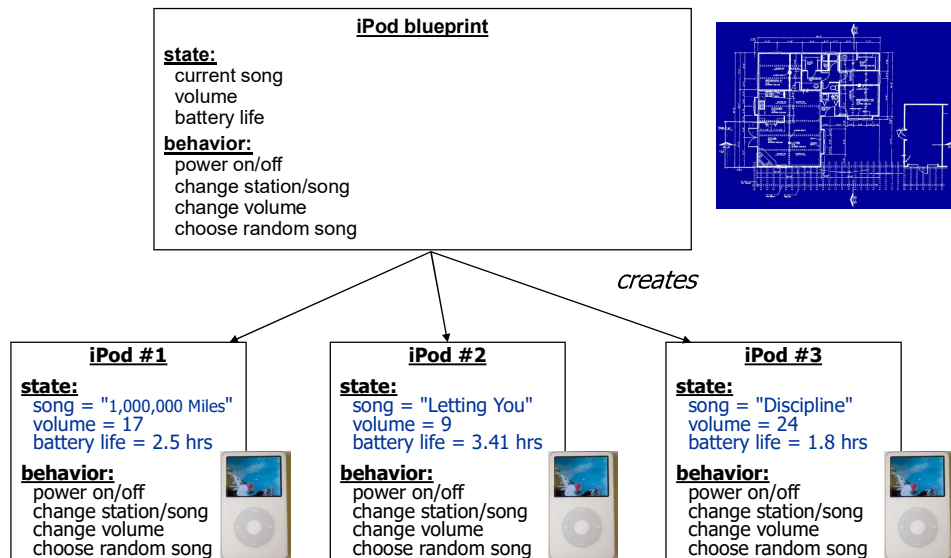 iPod blueprint
state:
current song
volume
battery life
behavior:
power on/off
change station/song
change volume
choose random song
creates
iPod #1
state:
song = "1,000,000 Miles"
volume = 17
battery life = 2.5 hrs
behavior:
power on/off
change station/song
change volume
choose random song
iPod #2
state:
song = "Letting You"
volume = 9
battery life = 3.41 hrs
behavior:
power on/off
change station/song
change volume
choose random song
iPod #3
state:
song = "Discipline"
volume = 24
battery life = 1.8 hrs
behavior:
power on/off
change station/song
change volume
choose random song